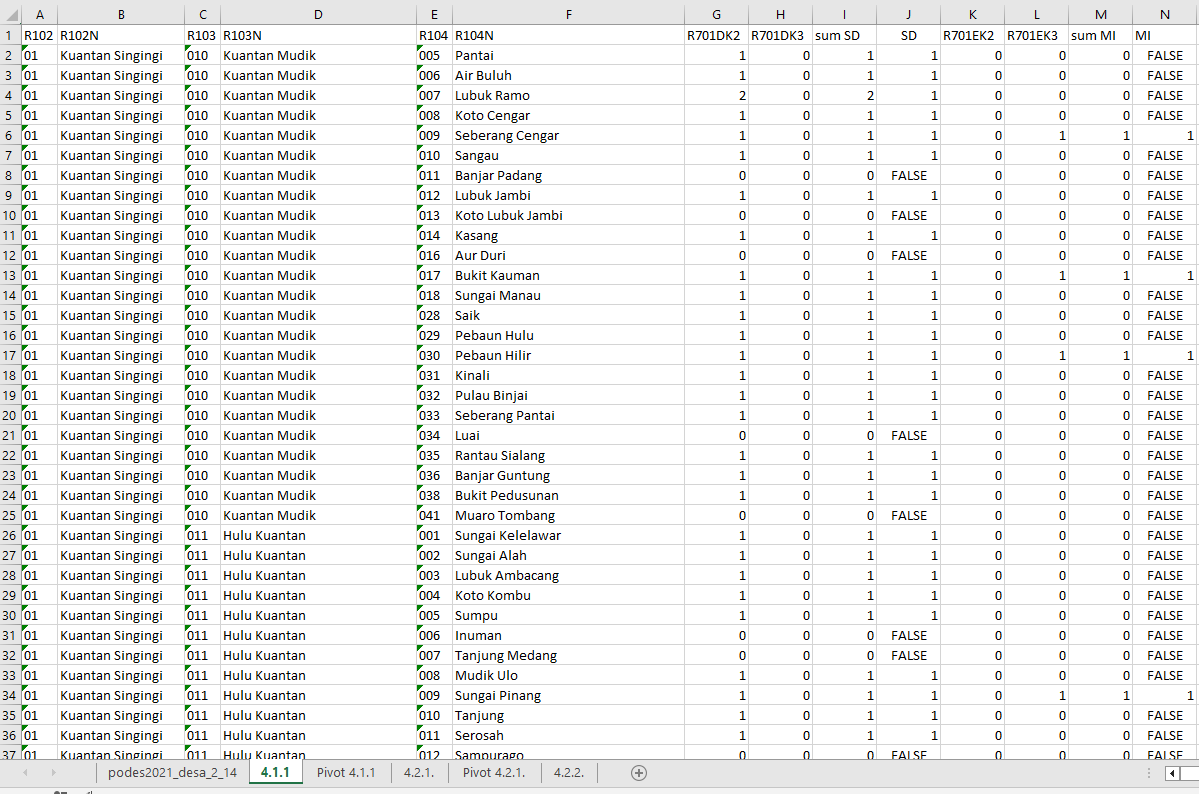 A B C D E F G H I J K L M N
1 R102 R102N R103 R103N R104 R104N R701DK2 R701DK3 sum SD SD R701EK2 R701EK3 sum MI MI
2 01 Kuantan Singingi 010 Kuantan Mudik 005 Pantai 1 0 1 1 0 0 0 FALSE
3 01 Kuantan Singingi 010 Kuantan Mudik 006 Air Buluh 1 0 1 1 0 0 0 FALSE
4 01 Kuantan Singingi 010 Kuantan Mudik 007 Lubuk Ramo 2 0 2 1 0 0 0 FALSE
5 01 Kuantan Singingi 010 Kuantan Mudik 008 Koto Cengar 1 0 1 1 0 0 0 FALSE
6 01 Kuantan Singingi 010 Kuantan Mudik 009 Seberang Cengar 1 0 1 1 0 1 1 1
7 01 Kuantan Singingi 010 Kuantan Mudik 010 Sangau 1 0 1 1 0 0 0 FALSE
8 01 Kuantan Singingi 010 Kuantan Mudik 011 Banjar Padang 0 0 0 FALSE 0 0 0 FALSE
9 01 Kuantan Singingi 010 Kuantan Mudik 012 Lubuk Jambi 1 0 1 1 0 0 0 FALSE
10 01 Kuantan Singingi 010 Kuantan Mudik 013 Koto Lubuk Jambi 0 0 0 FALSE 0 0 0 FALSE
11 01 Kuantan Singingi 010 Kuantan Mudik 014 Kasang 1 0 1 1 0 0 0 FALSE
12 01 Kuantan Singingi 010 Kuantan Mudik 016 Aur Duri 0 0 0 FALSE 0 0 0 FALSE
13 01 Kuantan Singingi 010 Kuantan Mudik 017 Bukit Kauman 1 0 1 1 0 1 1 1
14 01 Kuantan Singingi 010 Kuantan Mudik 018 Sungai Manau 1 0 1 1 0 0 0 FALSE
15 01 Kuantan Singingi 010 Kuantan Mudik 028 Saik 1 0 1 1 0 0 0 FALSE
16 01 Kuantan Singingi 010 Kuantan Mudik 029 Pebaun Hulu 1 0 1 1 0 0 0 FALSE
17 01 Kuantan Singingi 010 Kuantan Mudik 030 Pebaun Hilir 1 0 1 1 0 1 1 1
18 01 Kuantan Singingi 010 Kuantan Mudik 031 Kinali 1 0 1 1 0 0 0 FALSE
19 01 Kuantan Singingi 010 Kuantan Mudik 032 Pulau Binjai 1 0 1 1 0 0 0 FALSE
20 01 Kuantan Singingi 010 Kuantan Mudik 033 Seberang Pantai 1 0 1 1 0 0 0 FALSE
21 01 Kuantan Singingi 010 Kuantan Mudik 034 Luai 0 0 0 FALSE 0 0 0 FALSE
22 01 Kuantan Singingi 010 Kuantan Mudik 035 Rantau Sialang 1 0 1 1 0 0 0 FALSE
23 01 Kuantan Singingi 010 Kuantan Mudik 036 Banjar Guntung 1 0 1 1 0 0 0 FALSE
24 01 Kuantan Singingi 010 Kuantan Mudik 038 Bukit Pedusunan 1 0 1 1 0 0 0 FALSE
25 01 Kuantan Singingi 010 Kuantan Mudik 041 Muaro Tombang 0 0 0 FALSE 0 0 0 FALSE
26 01 Kuantan Singingi 011 Hulu Kuantan 001 Sungai Kelelawar 1 0 1 1 0 0 0 FALSE
27 01 Kuantan Singingi 011 Hulu Kuantan 002 Sungai Alah 1 0 1 1 0 0 0 FALSE
28 01 Kuantan Singingi 011 Hulu Kuantan 003 Lubuk Ambacang 1 0 1 1 0 0 0 FALSE
29 01 Kuantan Singingi 011 Hulu Kuantan 004 Koto Kombu 1 0 1 1 0 0 0 FALSE
30 01 Kuantan Singingi 011 Hulu Kuantan 005 Sumpu 1 0 1 1 0 0 0 FALSE
31 01 Kuantan Singingi 011 Hulu Kuantan 006 Inuman 0 0 0 FALSE 0 0 0 FALSE
32 01 Kuantan Singingi 011 Hulu Kuantan 007 Tanjung Medang 0 0 0 FALSE 0 0 0 FALSE
33 01 Kuantan Singingi 011 Hulu Kuantan 008 Mudik Ulo 1 0 1 1 0 0 0 FALSE
34 01 Kuantan Singingi 011 Hulu Kuantan 009 Sungai Pinang 1 0 1 1 0 1 1 1
35 01 Kuantan Singingi 011 Hulu Kuantan 010 Tanjung 1 0 1 1 0 0 0 FALSE
36 01 Kuantan Singingi 011 Hulu Kuantan 011 Serosah 1 0 1 1 0 0 0 FALSE
37 01 Kuantan Singingi 011 Hulu Kuantan 012 Sampurago 0 0 0 FALSE 0 0 0 FALSE
podes2021_desa_2_14 4.1.1 Pivot 4.1.1 4.2.1. Pivot 4.2.1. 4.2.2.